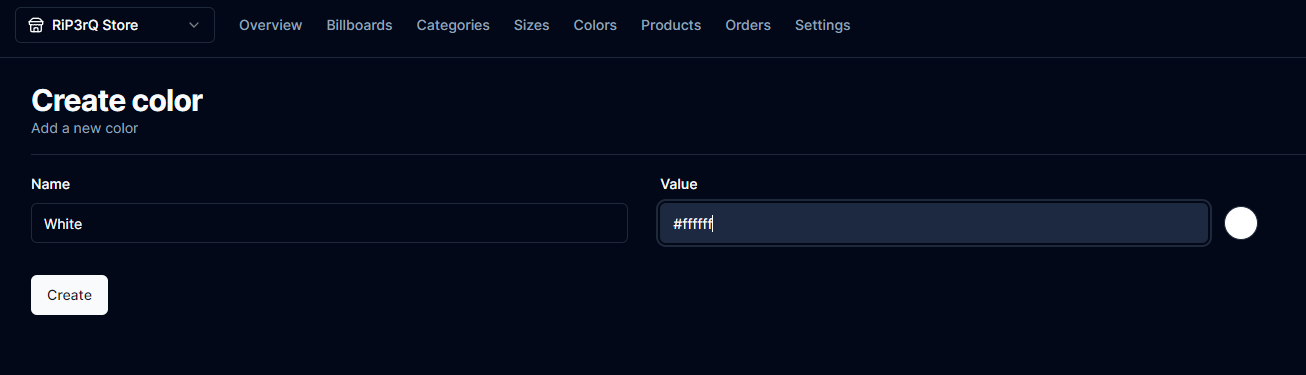 RiP3rQ Store Overview Billboards Categories Sizes Colors Products Orders Settings
Create color
Add a new color
Name Value
White #ffffff
Create